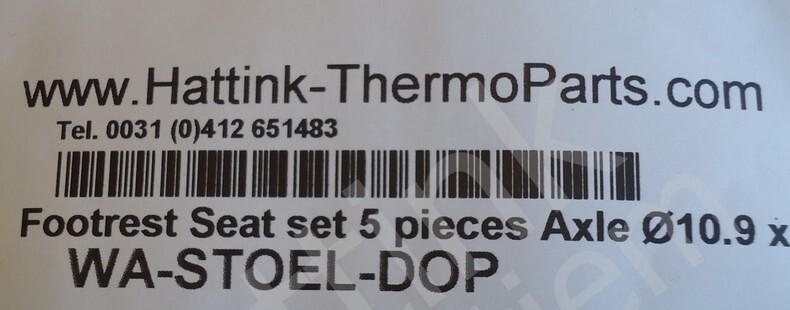 www.Hattink-ThermoParts.com
Tel. 0031 (0)412 651483
Footrest Seat set 5 pieces Axle Ø10.9 x
WA-STOEL-DOP